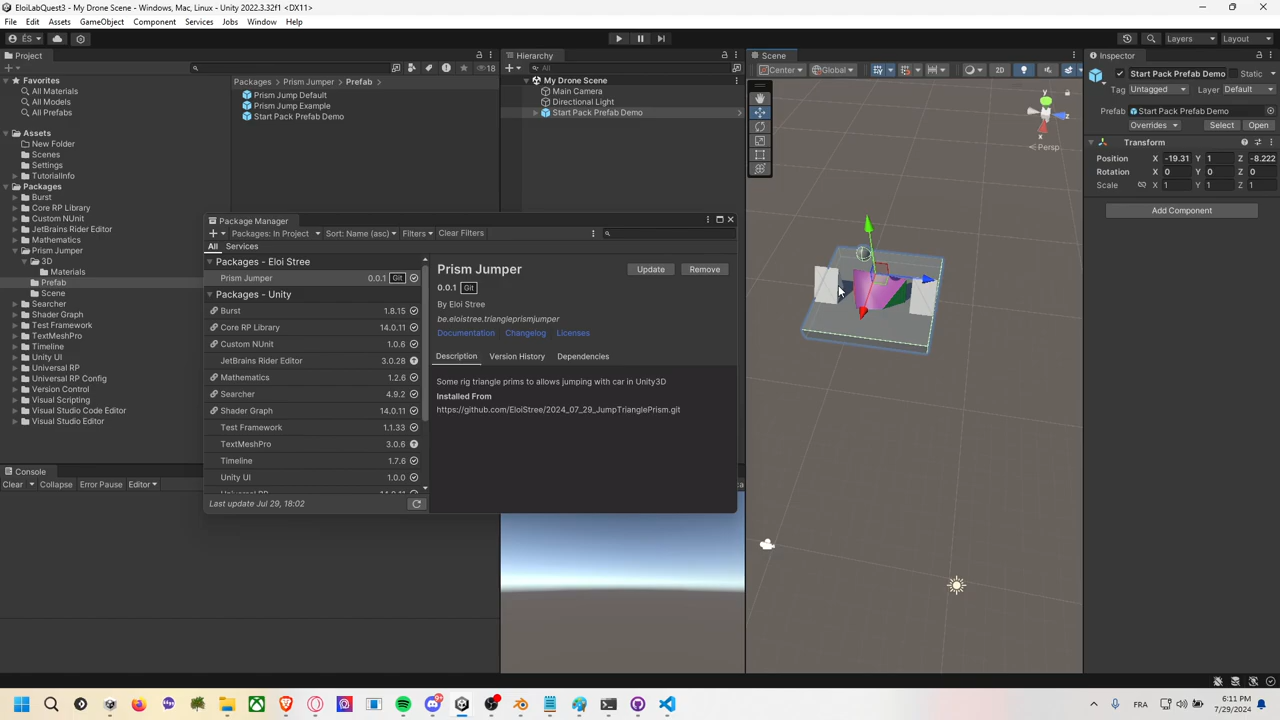 EloiLabQuest3 - My Drone Scene - Windows, Mac, Linux - Unity 2022.3.32f1 <DX11>
File Edit Assets GameObject Component Services Jobs Window Help
ÉS
Layers Layout
Project
18
Favorites
All Materials
All Models
All Prefabs
Assets
New Folder
Scenes
Settings
TutorialInfo
Packages
Burst
Core RP Library
Custom NUnit
JetBrains Rider Editor
Mathematics
Prism Jumper
3D
Materials
Prefab
Scene
Searcher
Shader Graph
Test Framework
TextMeshPro
Timeline
Unity UI
Universal RP
Universal RP Config
Version Control
Visual Scripting
Visual Studio Code Editor
Visual Studio Editor
Packages > Prism Jumper > Prefab
Prism Jump Default
Prism Jump Example
Start Pack Prefab Demo
Hierarchy
All
My Drone Scene
Main Camera
Directional Light
Start Pack Prefab Demo
Package Manager
Packages: In Project Sort: Name (asc) Filters Clear Filters
All Services
Packages - Eloi Stree
Prism Jumper 0.0.1 Git
Packages - Unity
Burst 1.8.15
Core RP Library 14.0.11
Custom NUnit 1.0.6
JetBrains Rider Editor 3.0.28
Mathematics 1.2.6
Searcher 4.9.2
Shader Graph 14.0.11
Test Framework 1.1.33
TextMeshPro 3.0.6
Timeline 1.7.6
Unity UI 1.0.0
Last update Jul 29, 18:02
Prism Jumper Update Remove
0.0.1 Git
By Eloi Stree
be.eloistree.triangleprismjumper
Documentation Changelog Licenses
Description Version History Dependencies
Some rig triangle prims to allows jumping with car in Unity3D
Installed From
https://github.com/EloiStree/2024_07_29_JumpTrianglePrism.git
Console
Clear Collapse Error Pause Editor
Scene
Center Global 2D
y
z
x
Persp
Inspector
Start Pack Prefab Demo Static
Tag Untagged Layer Default
Prefab Start Pack Prefab Demo
Overrides Select Open
Transform
Position X -19.31 Y 1 Z -8.222
Rotation X 0 Y 0 Z 0
Scale X 1 Y 1 Z 1
Add Component
FRA
6:11 PM
7/29/2024